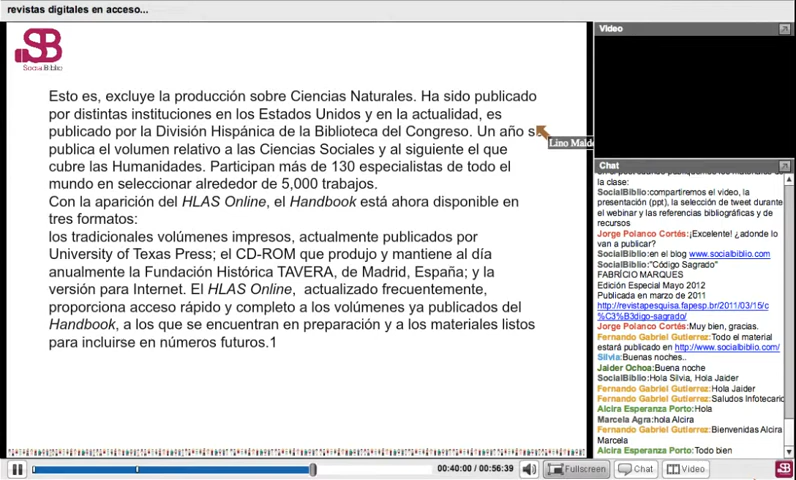 revistas digitales en acceso...
SB
Social Biblio
Esto es, excluye la producción sobre Ciencias Naturales. Ha sido publicado
por distintas instituciones en los Estados Unidos y en la actualidad, es
publicado por la División Hispánica de la Biblioteca del Congreso. Un año s
publica el volumen relativo a las Ciencias Sociales y al siguiente el que
cubre las Humanidades. Participan más de 130 especialistas de todo el
mundo en seleccionar alrededor de 5,000 trabajos.
Con la aparición del HLAS Online, el Handbook está ahora disponible en
tres formatos:
los tradicionales volúmenes impresos, actualmente publicados por
University of Texas Press; el CD-ROM que produjo y mantiene al día
anualmente la Fundación Histórica TAVERA, de Madrid, España; y la
versión para Internet. El HLAS Online, actualizado frecuentemente,
proporciona acceso rápido y completo a los volúmenes ya publicados del
Handbook, a los que se encuentran en preparación y a los materiales listos
para incluirse en números futuros.1
Lino Mald
Video
Chat
la clase:
SocialBiblio:compartiremos el video, la
presentación (ppt), la selección de tweet durante
el webinar y las referencias bibliográficas y de
recursos
Jorge Polanco Cortés:¡Excelente! ¿adonde lo
van a publicar?
SocialBiblio:en el blog www.socialbiblio.com
SocialBiblio:"Código Sagrado"
FABRÍCIO MARQUES
Edición Especial Mayo 2012
Publicada en marzo de 2011
http://revistapesquisa.fapesp.br/2011/03/15/c
%C3%B3digo-sagrado/
Jorge Polanco Cortés:Muy bien, gracias.
Fernando Gabriel Gutierrez:Todo el material
estará publicado en http://www.socialbiblio.com/
Silvia:Buenas noches..
Jaider Ochoa:Buena noche
SocialBiblio:Hola Silvia, Hola Jaider
Fernando Gabriel Gutierrez:Hola Jaider
Fernando Gabriel Gutierrez:Saludos Infotecario
Alcira Esperanza Porto:Hola
Marcela Agra:hola Alcira
Fernando Gabriel Gutierrez:Bienvenidas Alcira
Marcela
Alcira Esperanza Porto:Todo bien
00:40:00 / 00:56:39
Fullscreen
Chat
Video
SB